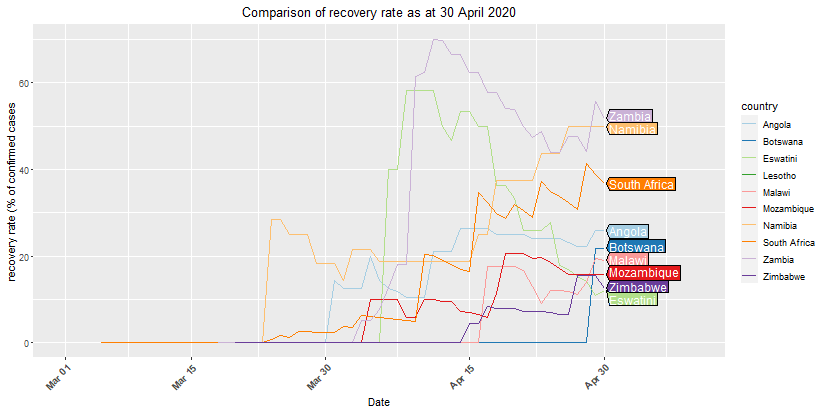 Comparison of recovery rate as at 30 April 2020
recovery rate (% of confirmed cases
60
40
20
0
Mar 01
Mar 15
Mar 30
Apr 15
Apr 30
Date
Zambia
Namibia
South Africa
Angola
Botswana
Malawi
Mozambique
Zimbabwe
Eswatini
country
Angola
Botswana
Eswatini
Lesotho
Malawi
Mozambique
Namibia
South Africa
Zambia
Zimbabwe